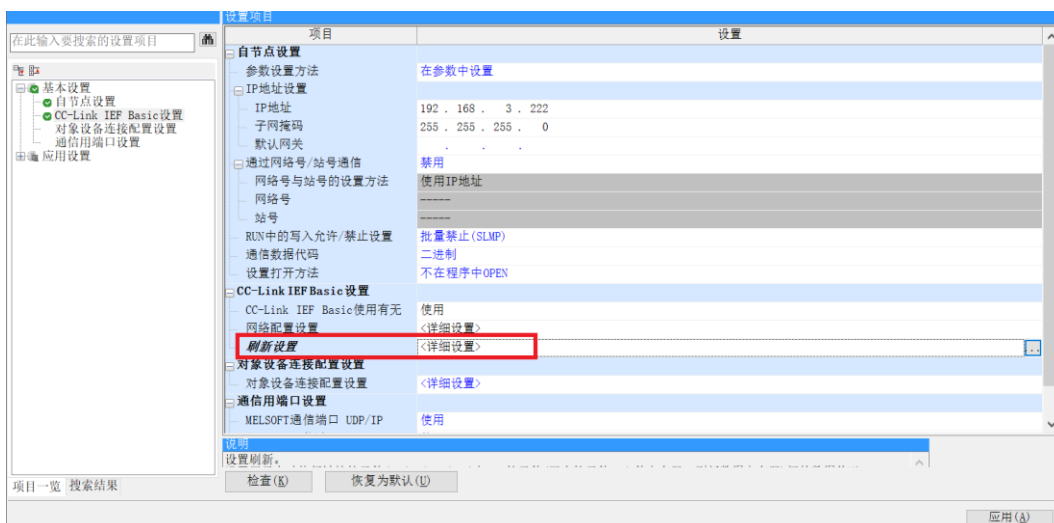 设置项目
在此输入要搜索的设置项目
基本设置
自节点设置
CC-Link IEF Basic设置
对象设备连接配置设置
通信用端口设置
应用设置
项目一览 搜索结果
项目 设置
自节点设置
参数设置方法 在参数中设置
IP地址设置
IP地址 192 . 168 . 3 . 222
子网掩码 255 . 255 . 255 . 0
默认网关 . . .
通过网络号/站号通信 禁用
网络号与站号的设置方法 使用IP地址
网络号 -----
站号 -----
RUN中的写入允许/禁止设置 批量禁止(SLMP)
通信数据代码 二进制
设置打开方法 不在程序中OPEN
CC-Link IEF Basic设置
CC-Link IEF Basic使用有无 使用
网络配置设置 <详细设置>
刷新设置 <详细设置>
对象设备连接配置设置
对象设备连接配置设置 <详细设置>
通信用端口设置
MELSOFT通信端口 UDP/IP 使用
说明
设置刷新。
检查(K) 恢复为默认(U)
应用(A)